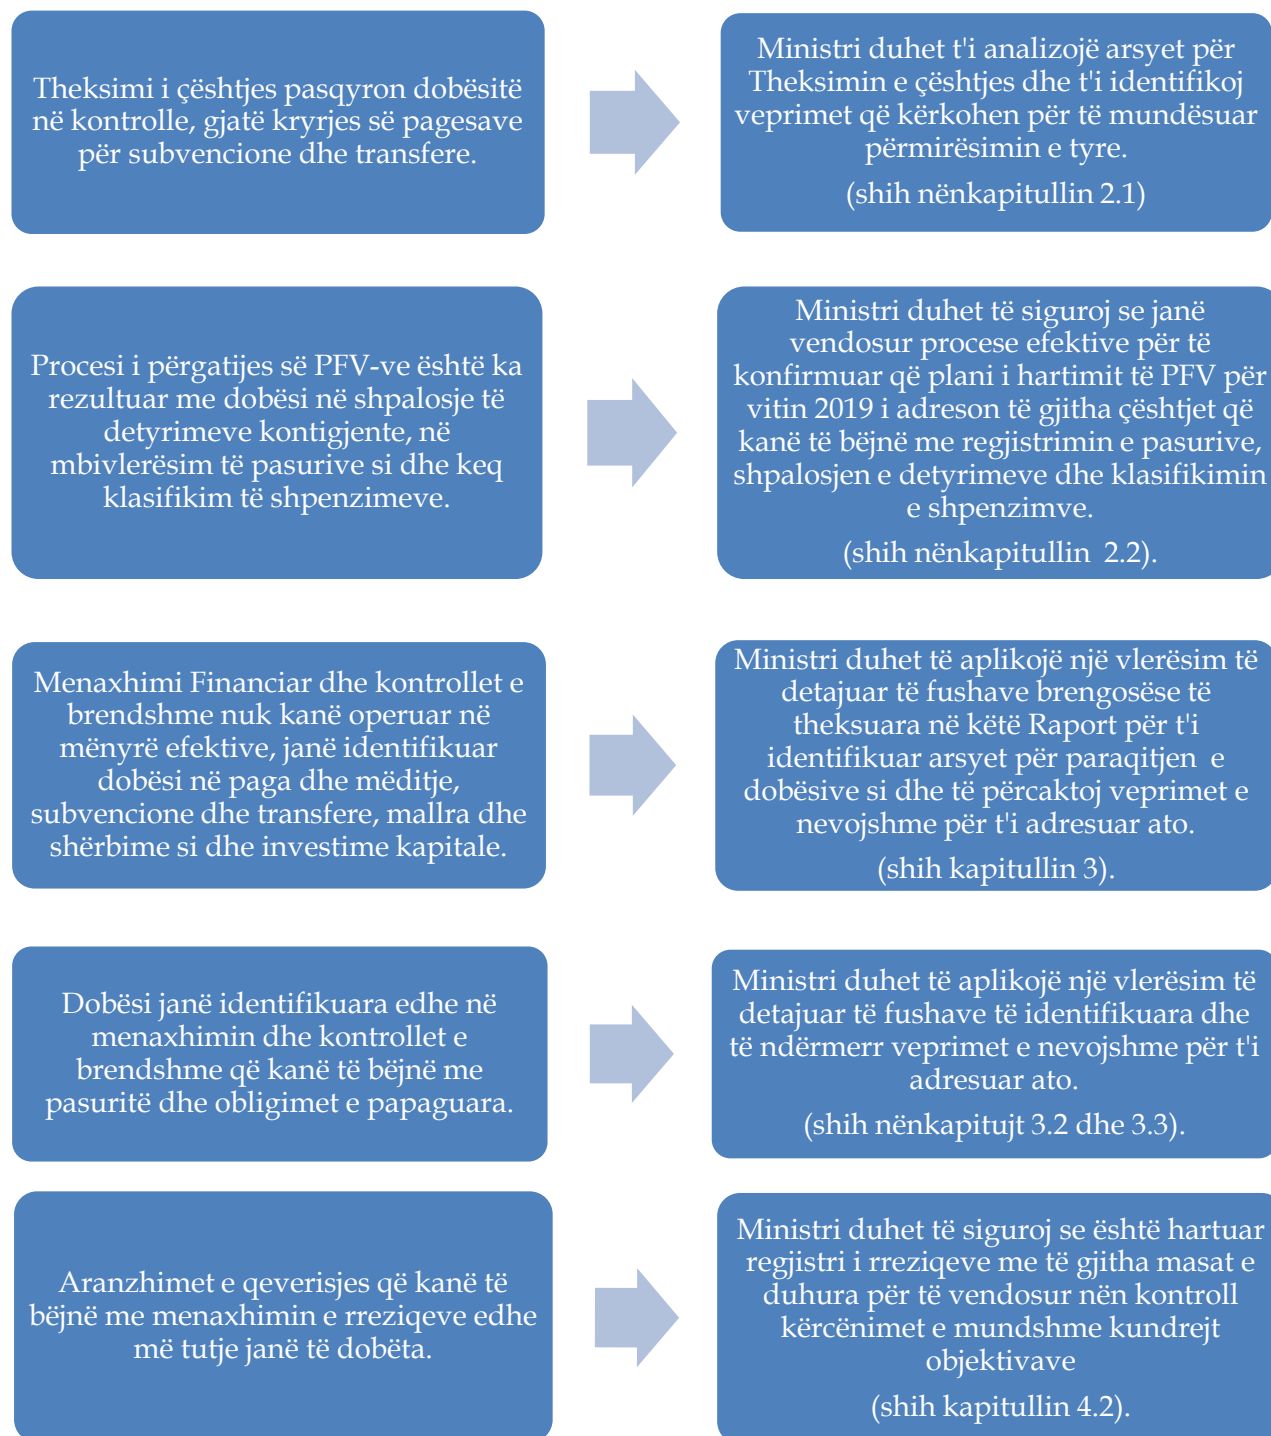 Theksimi i çështjes pasqyron dobësitë
në kontrolle, gjatë kryrjes së pagesave
për subvencione dhe transfere.
Ministri duhet t'i analizojë arsyet për
Theksimin e çështjes dhe t'i identifikoj
veprimet që kërkohen për të mundësuar
përmirësimin e tyre.
(shih nënkapitullin 2.1)
Procesi i përgatijes së PFV-ve është ka
rezultuar me dobësi në shpalosje të
detyrimeve kontigjente, në
mbivlerësim të pasurive si dhe keq
klasifikim të shpenzimeve.
Ministri duhet të siguroj se janë
vendosur procese efektive për të
konfirmuar që plani i hartimit të PFV për
vitin 2019 i adreson të gjitha çështjet që
kanë të bëjnë me regjistrimin e pasurive,
shpalosjen e detyrimeve dhe klasifikimin
e shpenzimve.
(shih nënkapitullin  2.2).
Menaxhimi Financiar dhe kontrollet e
brendshme nuk kanë operuar në
mënyrë efektive, janë identifikuar
dobësi në paga dhe mëditje,
subvencione dhe transfere, mallra dhe
shërbime si dhe investime kapitale.
Ministri duhet të aplikojë një vlerësim të
detajuar të fushave brengosëse të
theksuara në këtë Raport për t'i
identifikuar arsyet për paraqitjen  e
dobësive si dhe të përcaktoj veprimet e
nevojshme për t'i adresuar ato.
(shih kapitullin 3).
Dobësi janë identifikuara edhe në
menaxhimin dhe kontrollet e
brendshme që kanë të bëjnë me
pasuritë dhe obligimet e papaguara.
Ministri duhet të aplikojë një vlerësim të
detajuar të fushave të identifikuara dhe
të ndërmerr veprimet e nevojshme për t'i
adresuar ato.
(shih nënkapitujt 3.2 dhe 3.3).
Aranzhimet e qeverisjes që kanë të
bëjnë me menaxhimin e rreziqeve edhe
më tutje janë të dobëta.
Ministri duhet të siguroj se është hartuar
regjistri i rreziqeve me të gjitha masat e
duhura për të vendosur nën kontroll
kërcënimet e mundshme kundrejt
objektivave
(shih kapitullin 4.2).